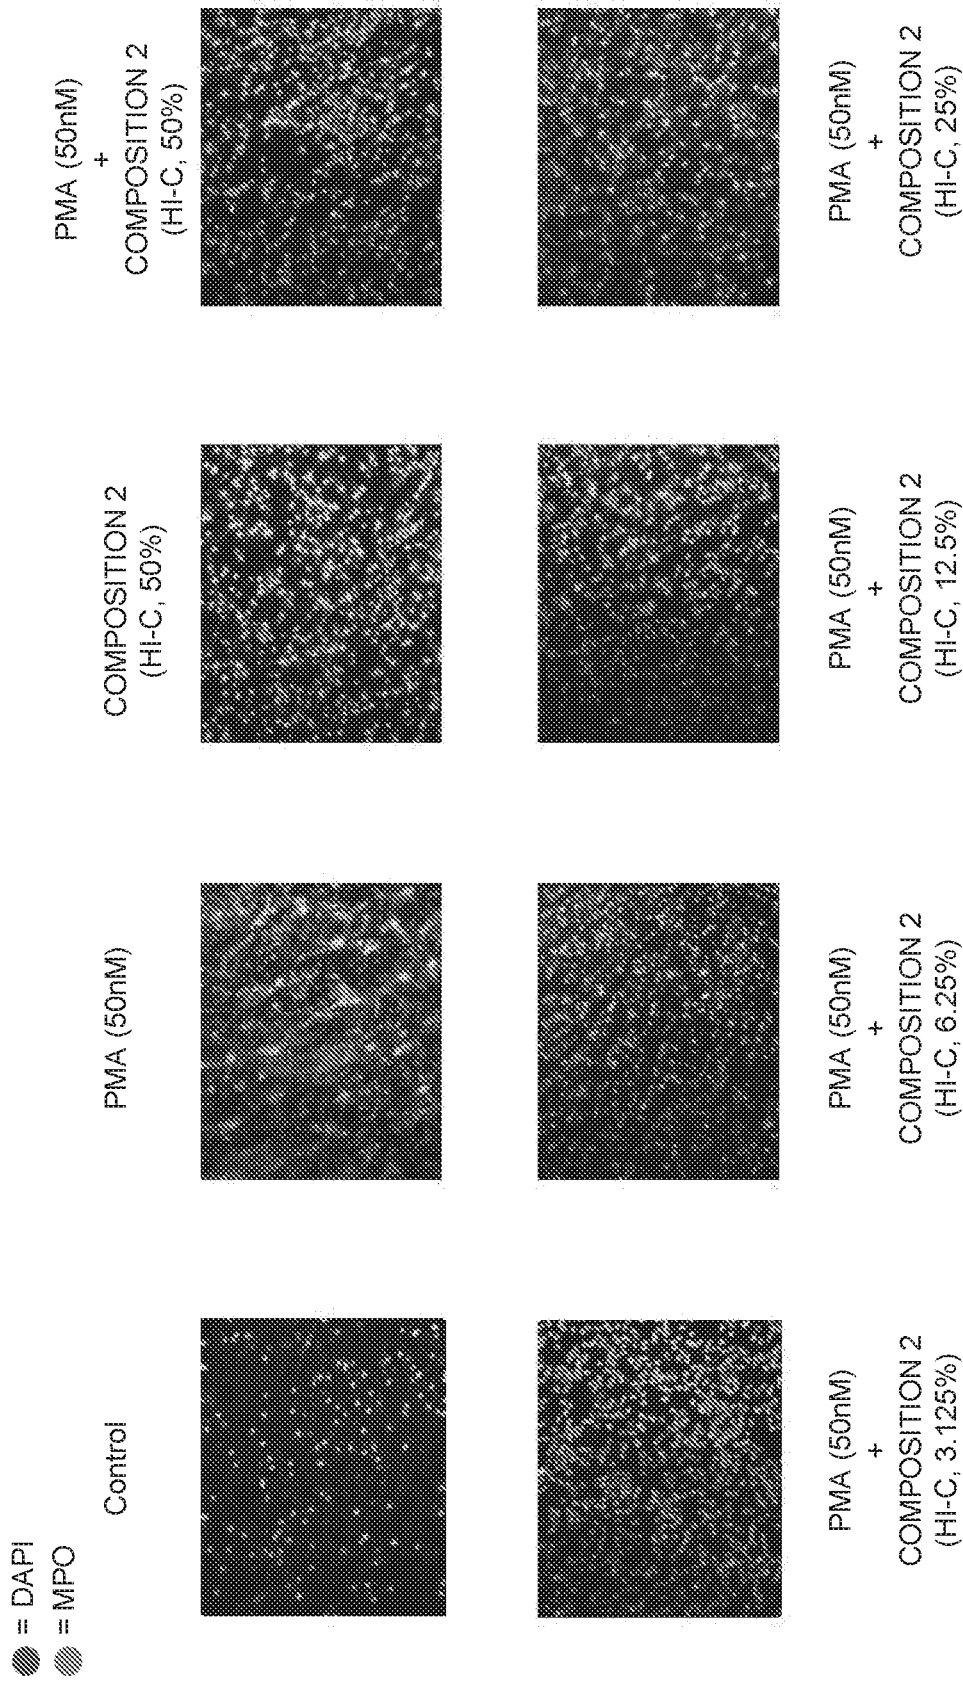 = DAPI
= MPO
Control
PMA (50nM)
COMPOSITION 2
(HI-C, 50%)
PMA (50nM)
+
COMPOSITION 2
(HI-C, 50%)
PMA (50nM)
+
COMPOSITION 2
(HI-C, 3.125%)
PMA (50nM)
+
COMPOSITION 2
(HI-C, 6.25%)
PMA (50nM)
+
COMPOSITION 2
(HI-C, 12.5%)
PMA (50nM)
+
COMPOSITION 2
(HI-C, 25%)